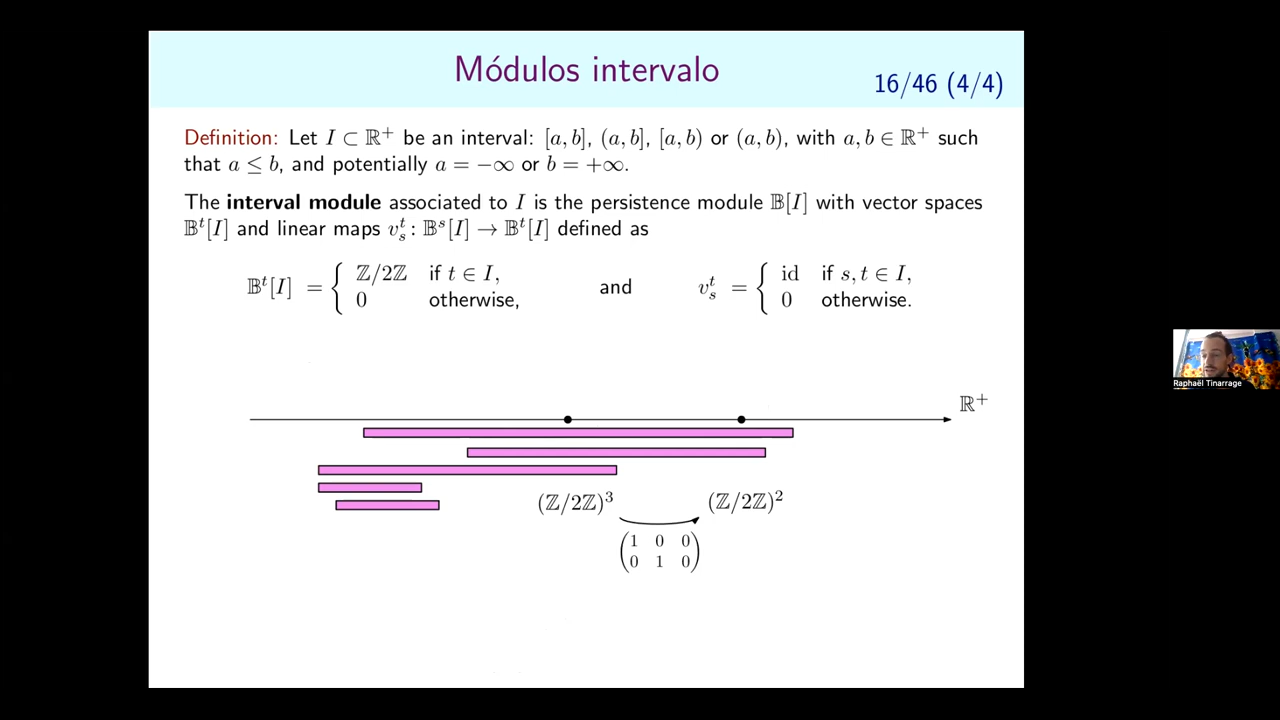 Módulos intervalo
16/46 (4/4)
Definition: Let I ⊂ ℝ⁺ be an interval: [a, b], (a, b], [a, b) or (a, b), with a, b ∈ ℝ⁺ such
that a ≤ b, and potentially a = −∞ or b = +∞.
The interval module associated to I is the persistence module 𝔹[I] with vector spaces
𝔹ᵗ[I] and linear maps vₛᵗ: 𝔹ˢ[I] → 𝔹ᵗ[I] defined as
𝔹ᵗ[I] = { ℤ/2ℤ if t ∈ I,
0 otherwise,
and
vₛᵗ = { id if s, t ∈ I,
0 otherwise.
Raphaël Tinarrage
ℝ⁺
(ℤ/2ℤ)³ (ℤ/2ℤ)²
(1 0 0
0 1 0)